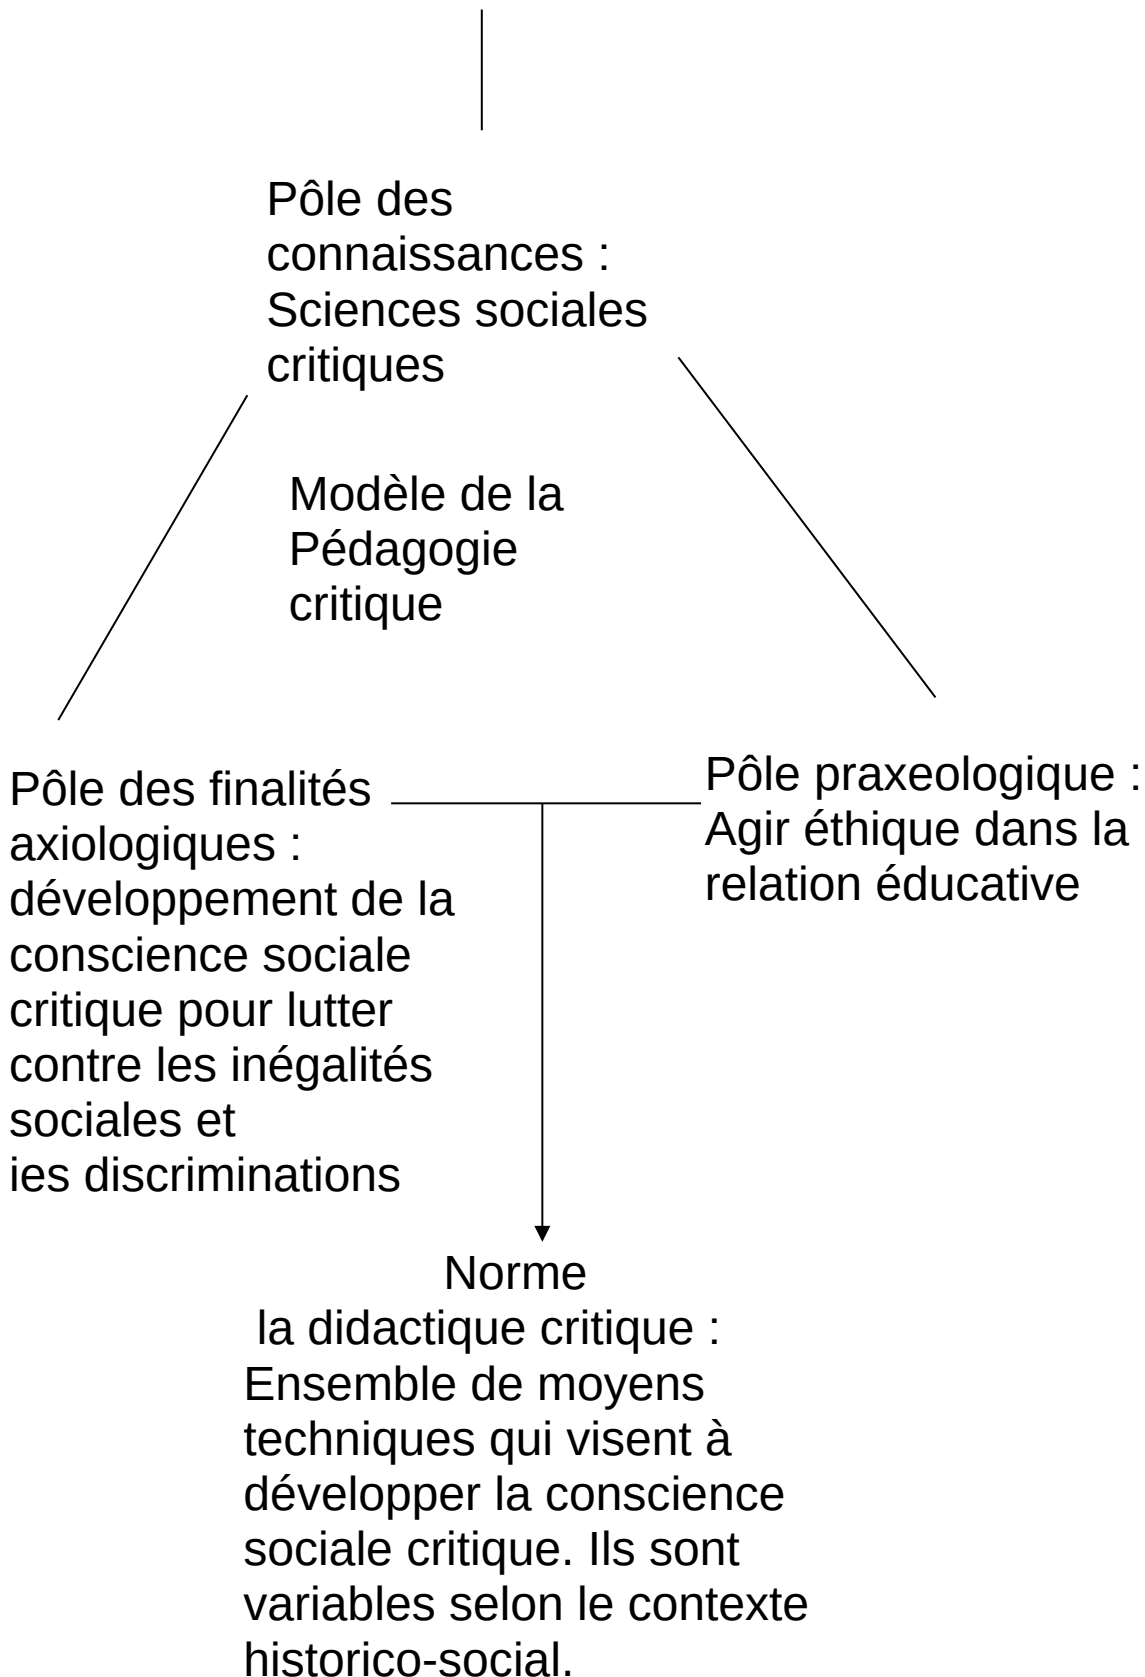 Pôle des
connaissances :
Sciences sociales
critiques
Modèle de la
Pédagogie
critique
Pôle des finalités
axiologiques :
développement de la
conscience sociale
critique pour lutter
contre les inégalités
sociales et
ies discriminations
Pôle praxeologique :
Agir éthique dans la
relation éducative
Norme
la didactique critique :
Ensemble de moyens
techniques qui visent à
développer la conscience
sociale critique. Ils sont
variables selon le contexte
historico-social.